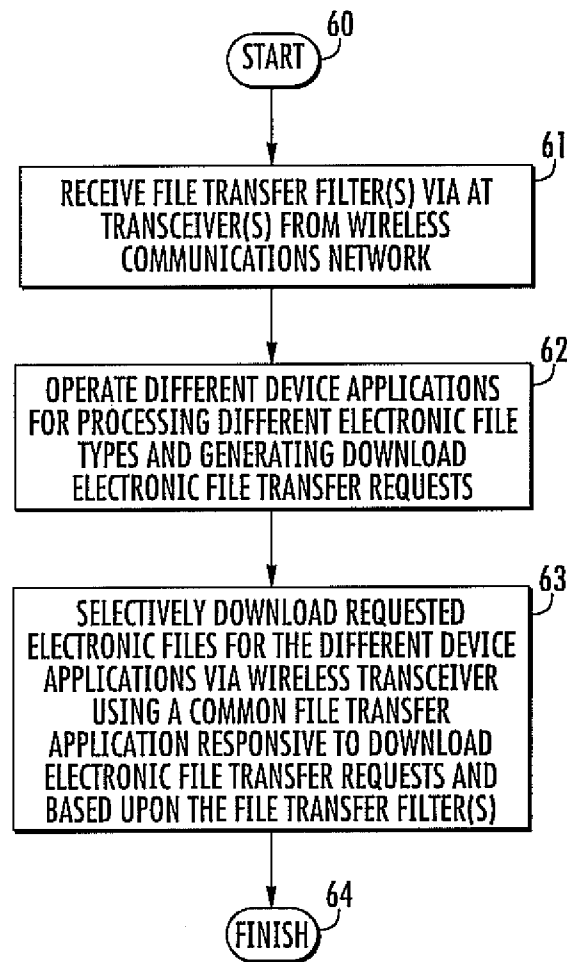 60
START
61
RECEIVE FILE TRANSFER FILTER(S) VIA AT
TRANSCEIVER(S) FROM WIRELESS
COMMUNICATIONS NETWORK
62
OPERATE DIFFERENT DEVICE APPLICATIONS
FOR PROCESSING DIFFERENT ELECTRONIC FILE
TYPES AND GENERATING DOWNLOAD
ELECTRONIC FILE TRANSFER REQUESTS
63
SELECTIVELY DOWNLOAD REQUESTED
ELECTRONIC FILES FOR THE DIFFERENT DEVICE
APPLICATIONS VIA WIRELESS TRANSCEIVER
USING A COMMON FILE TRANSFER
APPLICATION RESPONSIVE TO DOWNLOAD
ELECTRONIC FILE TRANSFER REQUESTS AND
BASED UPON THE FILE TRANSFER FILTER(S)
64
FINISH